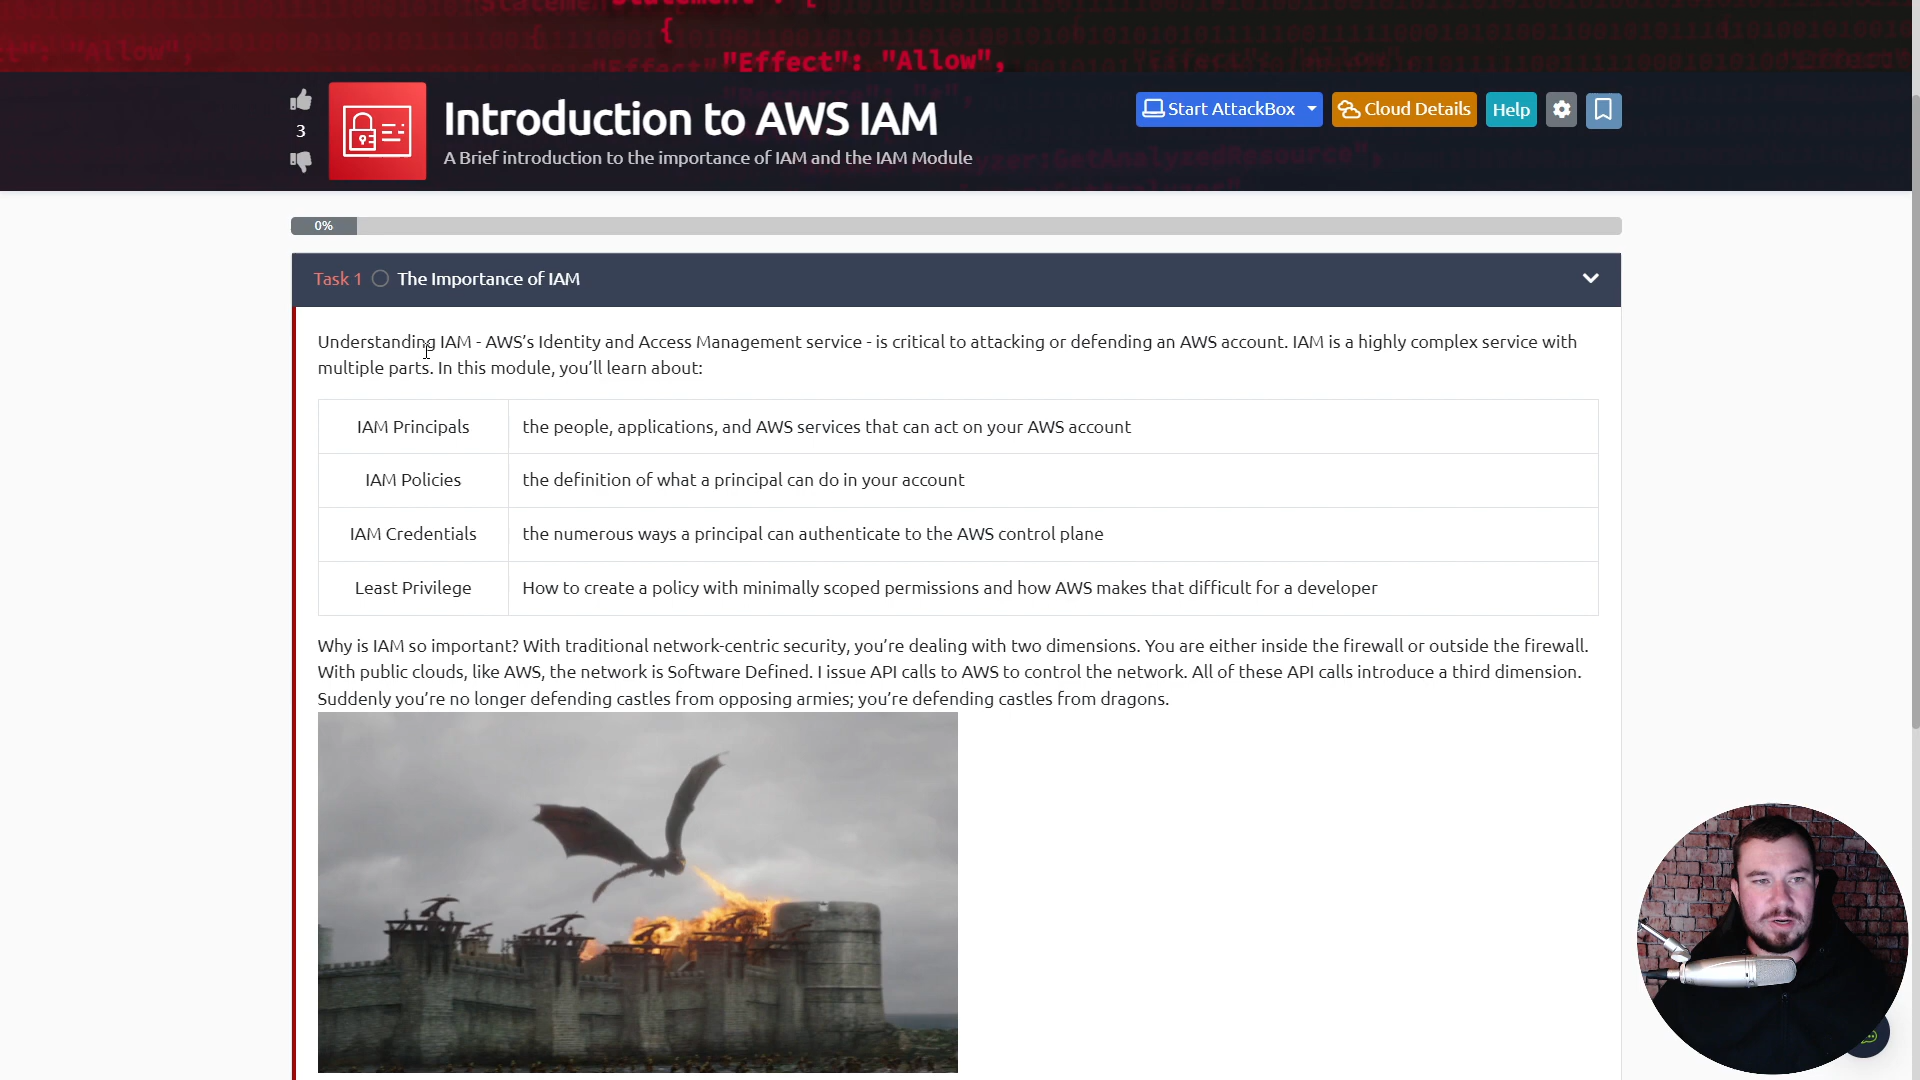 Statement": [
{
"Effect": "Allow",
3
Introduction to AWS IAM
A Brief introduction to the importance of IAM and the IAM Module
Start AttackBox
Cloud Details
Help
0%
Task 1
The Importance of IAM
Understanding IAM - AWS’s Identity and Access Management service - is critical to attacking or defending an AWS account. IAM is a highly complex service with
multiple parts. In this module, you’ll learn about:
IAM Principals
the people, applications, and AWS services that can act on your AWS account
IAM Policies
the definition of what a principal can do in your account
IAM Credentials
the numerous ways a principal can authenticate to the AWS control plane
Least Privilege
How to create a policy with minimally scoped permissions and how AWS makes that difficult for a developer
Why is IAM so important? With traditional network-centric security, you’re dealing with two dimensions. You are either inside the firewall or outside the firewall.
With public clouds, like AWS, the network is Software Defined. I issue API calls to AWS to control the network. All of these API calls introduce a third dimension.
Suddenly you’re no longer defending castles from opposing armies; you’re defending castles from dragons.